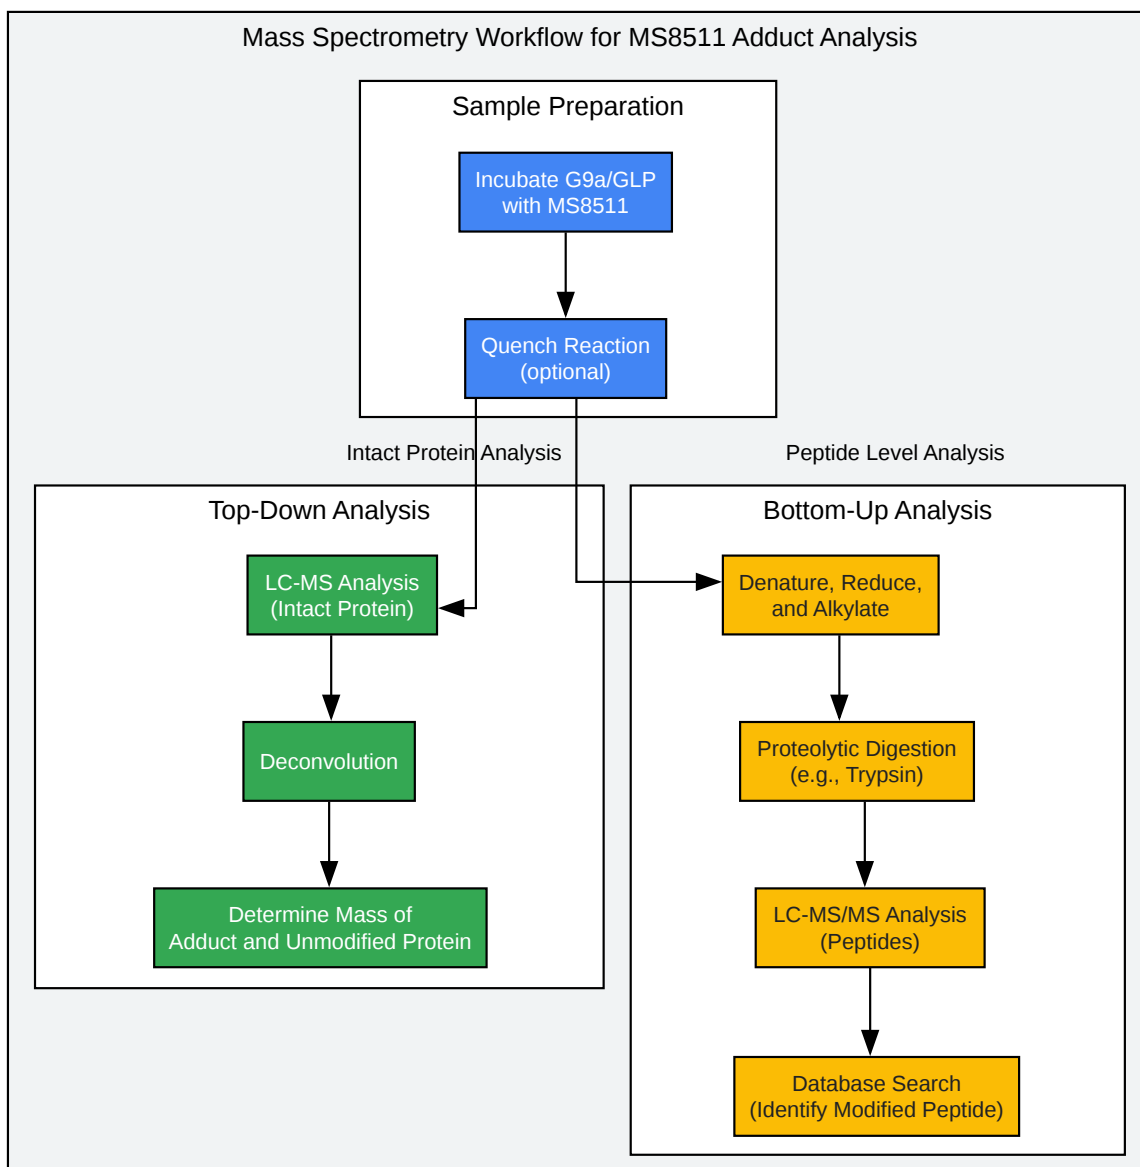 Mass Spectrometry Workflow for MS8511 Adduct Analysis
Sample Preparation
Incubate G9a/GLP
with MS8511
Quench Reaction
(optional)
Intact Protein Analysis
Peptide Level Analysis
Top-Down Analysis
LC-MS Analysis
(Intact Protein)
Deconvolution
Determine Mass of
Adduct and Unmodified Protein
Bottom-Up Analysis
Denature, Reduce,
and Alkylate
Proteolytic Digestion
(e.g., Trypsin)
LC-MS/MS Analysis
(Peptides)
Database Search
(Identify Modified Peptide)